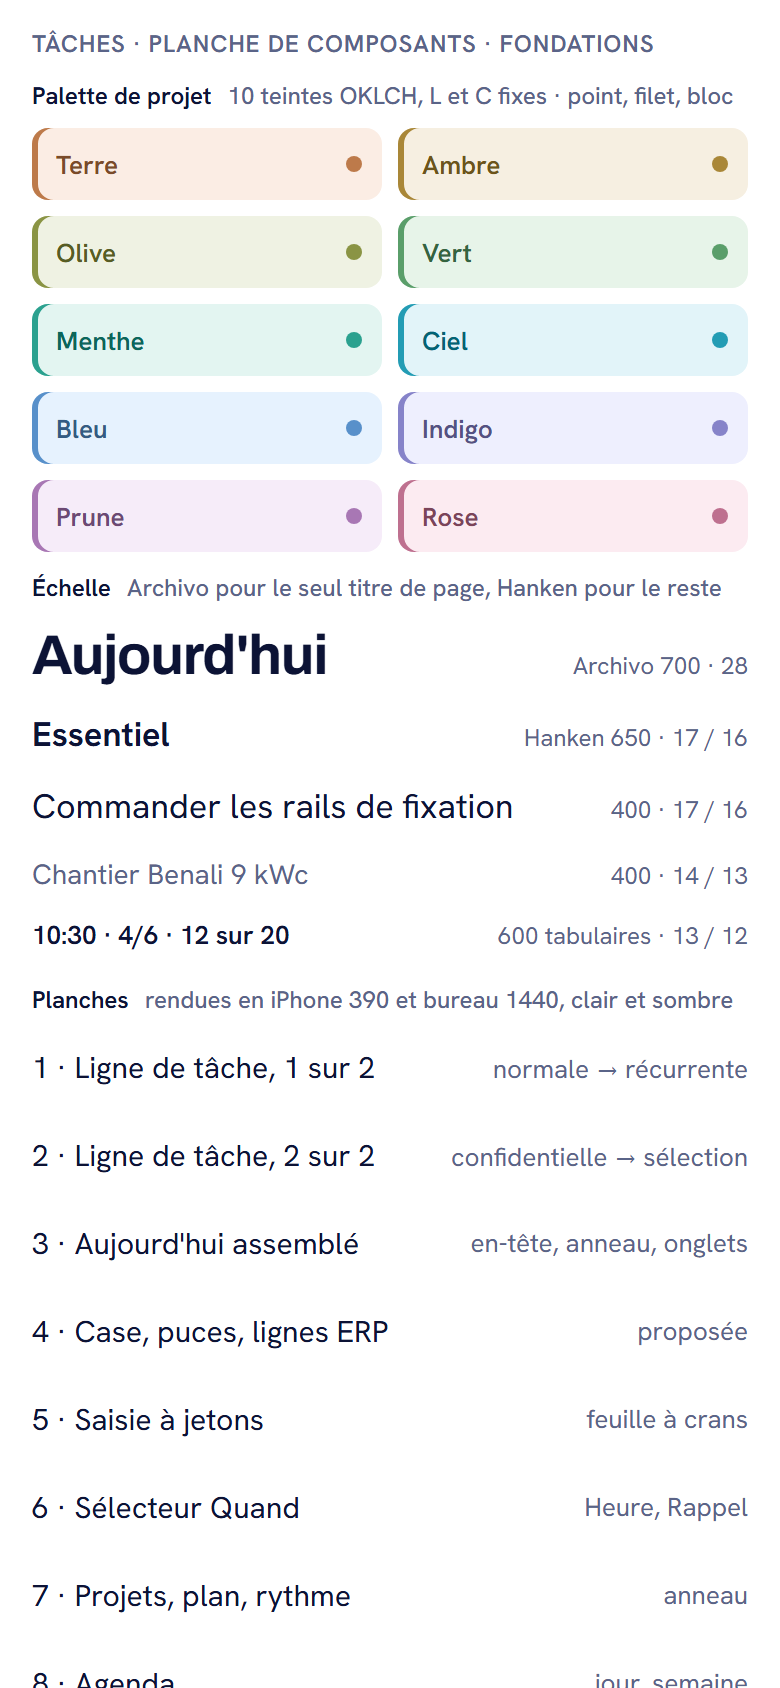 TÂCHES · PLANCHE DE COMPOSANTS · FONDATIONS
Palette de projet 10 teintes OKLCH, L et C fixes · point, filet, bloc
Terre
Ambre
Olive
Vert
Menthe
Ciel
Bleu
Indigo
Prune
Rose
Échelle Archivo pour le seul titre de page, Hanken pour le reste
Aujourd'hui Archivo 700 · 28
Essentiel Hanken 650 · 17 / 16
Commander les rails de fixation 400 · 17 / 16
Chantier Benali 9 kWc 400 · 14 / 13
10:30 · 4/6 · 12 sur 20 600 tabulaires · 13 / 12
Planches rendues en iPhone 390 et bureau 1440, clair et sombre
1 · Ligne de tâche, 1 sur 2 normale → récurrente
2 · Ligne de tâche, 2 sur 2 confidentielle → sélection
3 · Aujourd'hui assemblé en-tête, anneau, onglets
4 · Case, puces, lignes ERP proposée
5 · Saisie à jetons feuille à crans
6 · Sélecteur Quand Heure, Rappel
7 · Projets, plan, rythme anneau
8 · Agenda jour, semaine